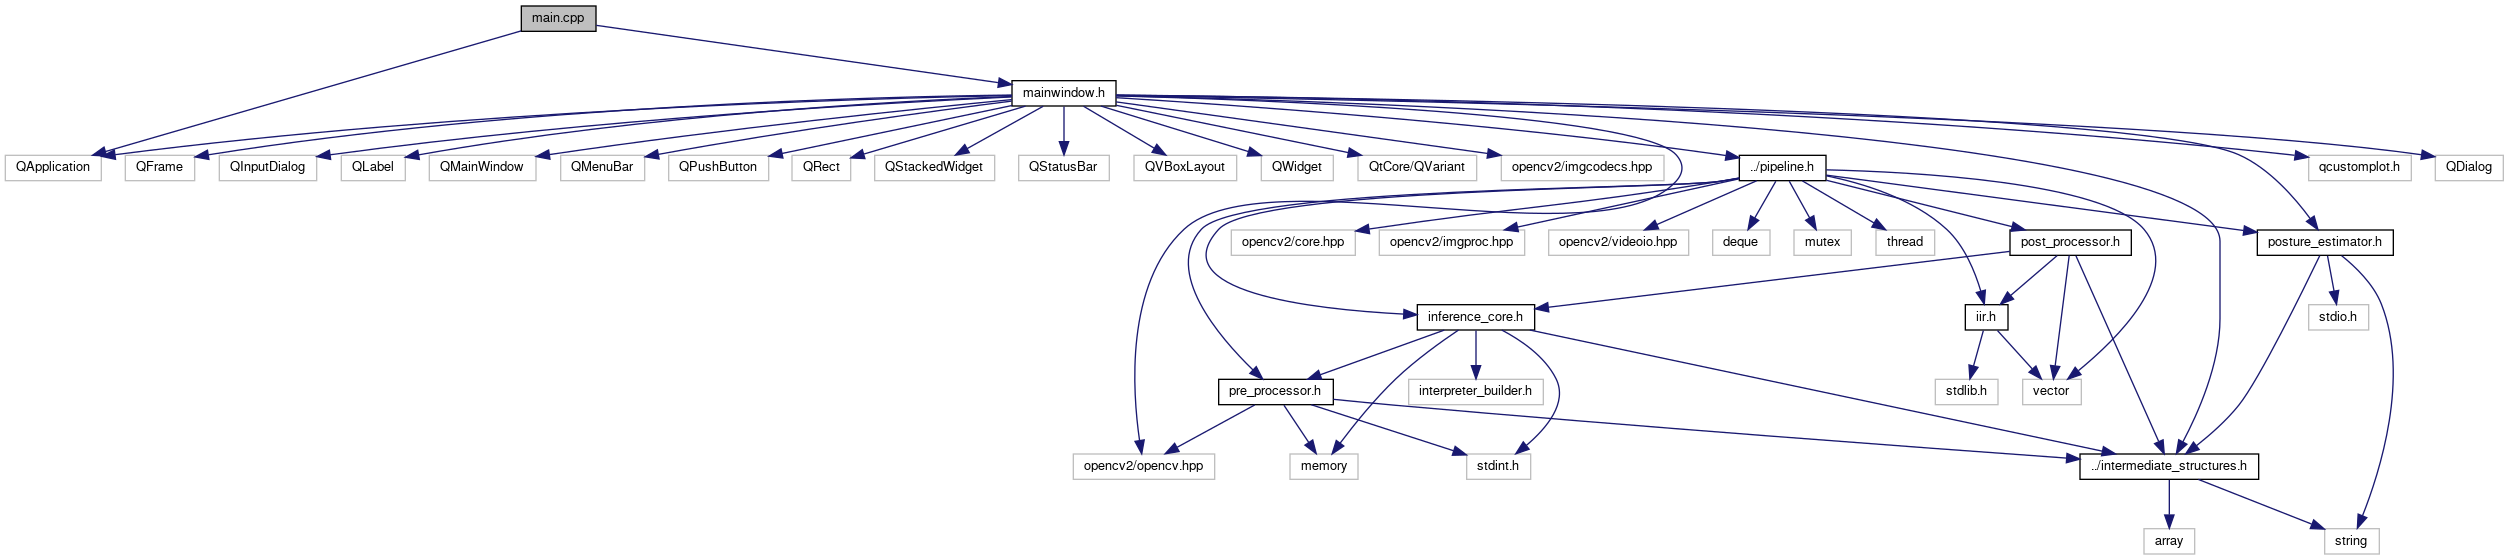 main.cpp
mainwindow.h
QApplication
QFrame
QInputDialog
QLabel
QMainWindow
QMenuBar
QPushButton
QRect
QStackedWidget
QStatusBar
QVBoxLayout
QWidget
QtCore/QVariant
opencv2/imgcodecs.hpp
../pipeline.h
qcustomplot.h
QDialog
opencv2/core.hpp
opencv2/imgproc.hpp
opencv2/videoio.hpp
deque
mutex
thread
post_processor.h
posture_estimator.h
inference_core.h
iir.h
stdio.h
pre_processor.h
interpreter_builder.h
stdlib.h
vector
opencv2/opencv.hpp
memory
stdint.h
../intermediate_structures.h
array
string